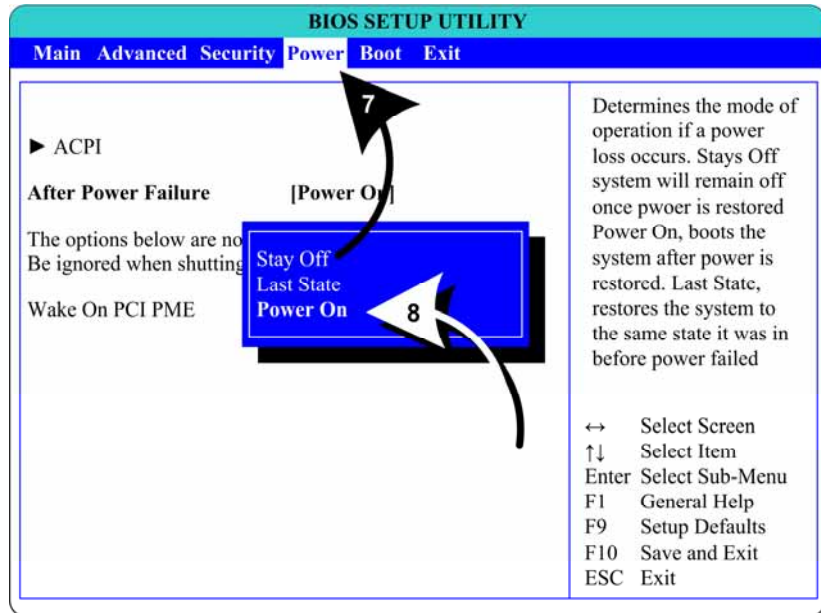 BIOS SETUP UTILITY
Main Advanced Security Power Boot Exit
► ACPI
After Power Failure [Power On]
The options below are no
Be ignored when shutting
Wake On PCI PME
Stay Off
Last State
Power On
7
8
Determines the mode of
operation if a power
loss occurs. Stays Off
system will remain off
once pwoer is restored
Power On, boots the
system after power is
restored. Last State,
restores the system to
the same state it was in
before power failed
↔ Select Screen
↑↓ Select Item
Enter Select Sub-Menu
F1 General Help
F9 Setup Defaults
F10 Save and Exit
ESC Exit